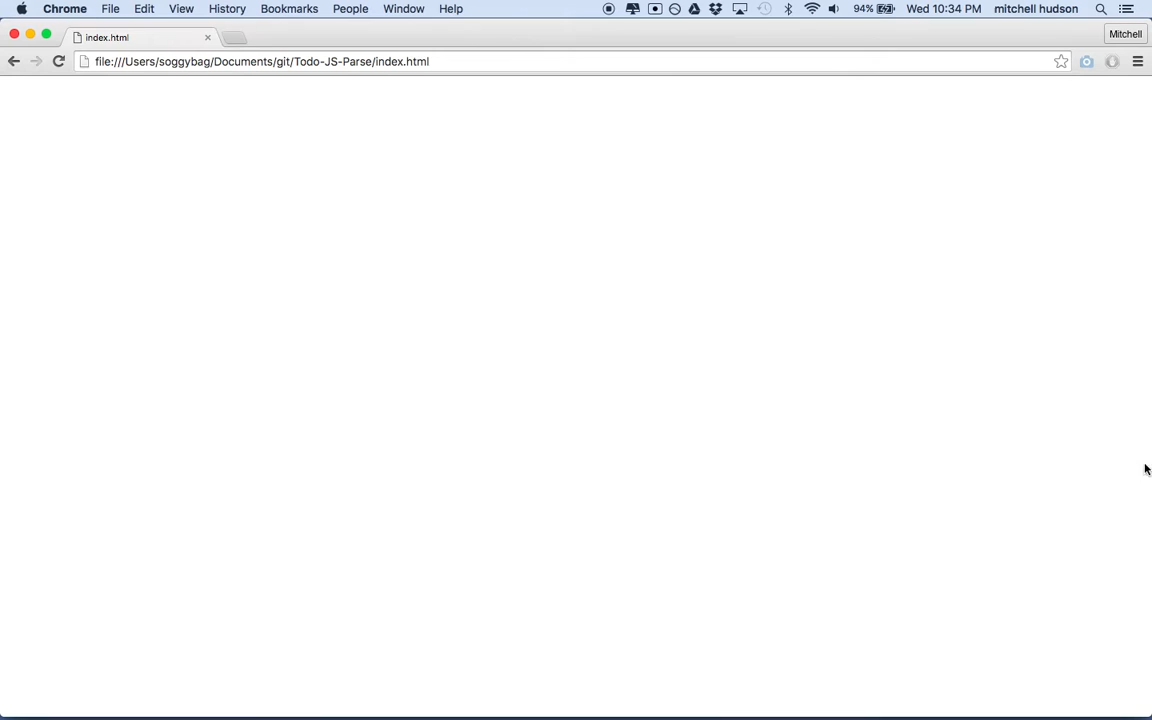 Chrome File Edit View History Bookmarks People Window Help 94% Wed 10:34 PM mitchell hudson
index.html Mitchell
file:///Users/soggybag/Documents/git/Todo-JS-Parse/index.html